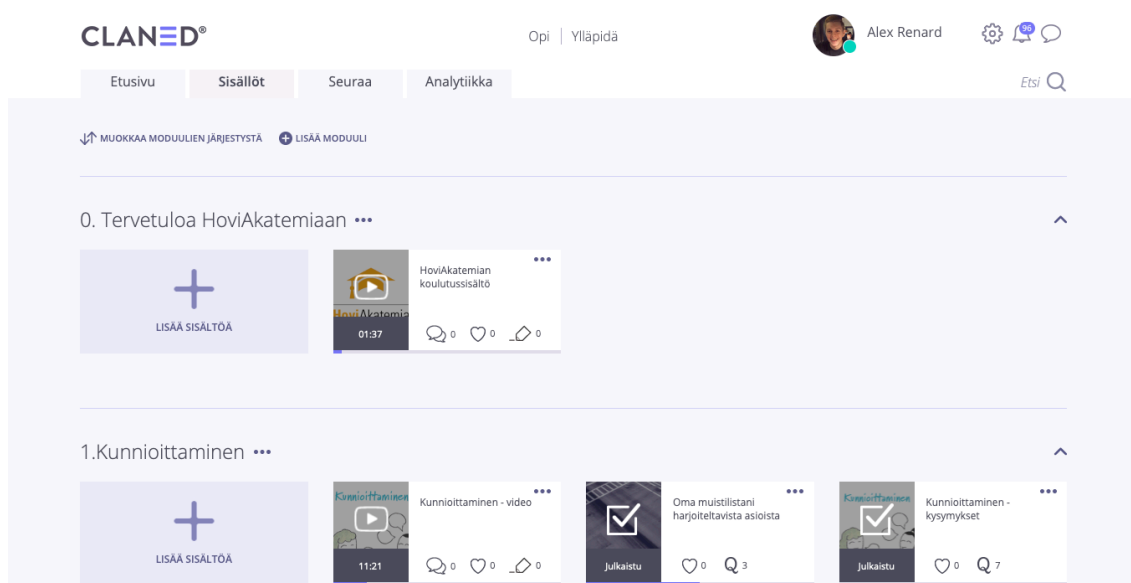 CLANED®
Opi | Ylläpidä
Alex Renard
96
Etusivu
Sisällöt
Seuraa
Analytiikka
Etsi
MUOKKAA MODUULIEN JÄRJESTYSTÄ
LISÄÄ MODUULI
0. Tervetuloa HoviAkatemiaan
LISÄÄ SISÄLTÖÄ
HoviAkatemia
01:37
HoviAkatemian
koulutussisältö
0
0
0
1.Kunnioittaminen
LISÄÄ SISÄLTÖÄ
Kunnioittaminen
11:21
Kunnioittaminen - video
0
0
0
Julkaistu
Oma muistilistani
harjoiteltavista asioista
0
Q 3
Kunnioittaminen
Julkaistu
Kunnioittaminen -
kysymykset
0
Q 7